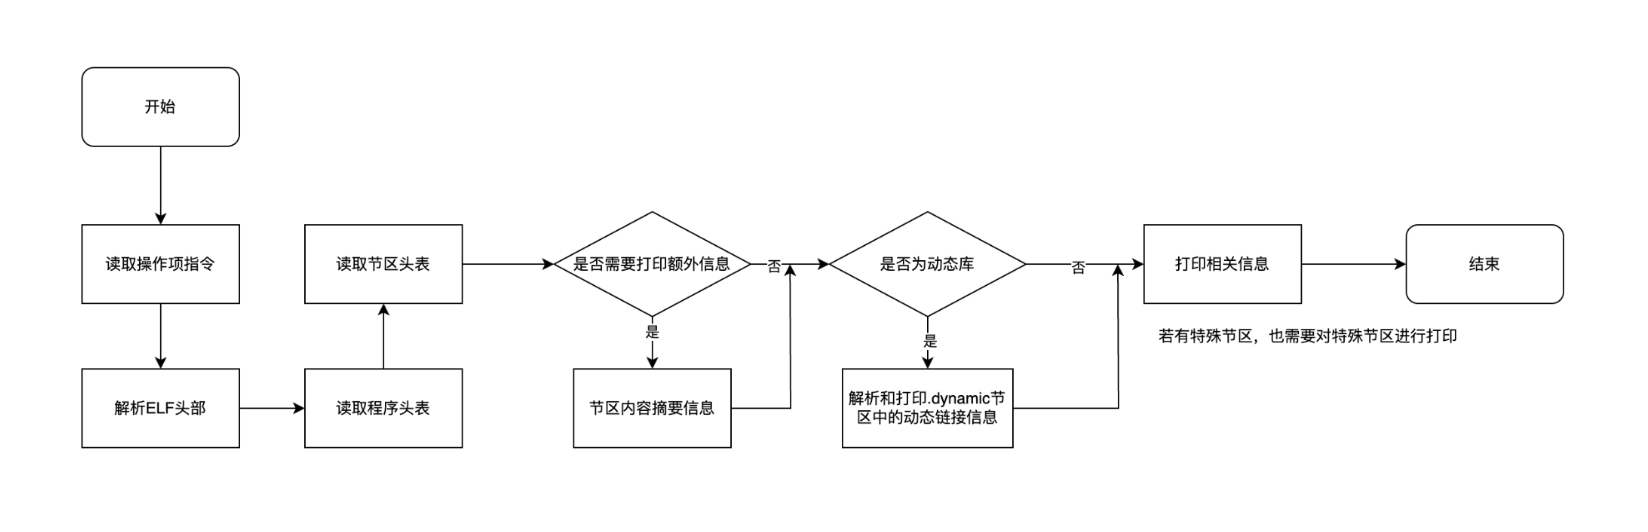 开始
读取操作项指令
解析ELF头部
读取程序头表
读取节区头表
是否需要打印额外信息
否
是
节区内容摘要信息
是否为动态库
否
是
解析和打印.dynamic节
区中的动态链接信息
打印相关信息
若有特殊节区，也需要对特殊节区进行打印
结束